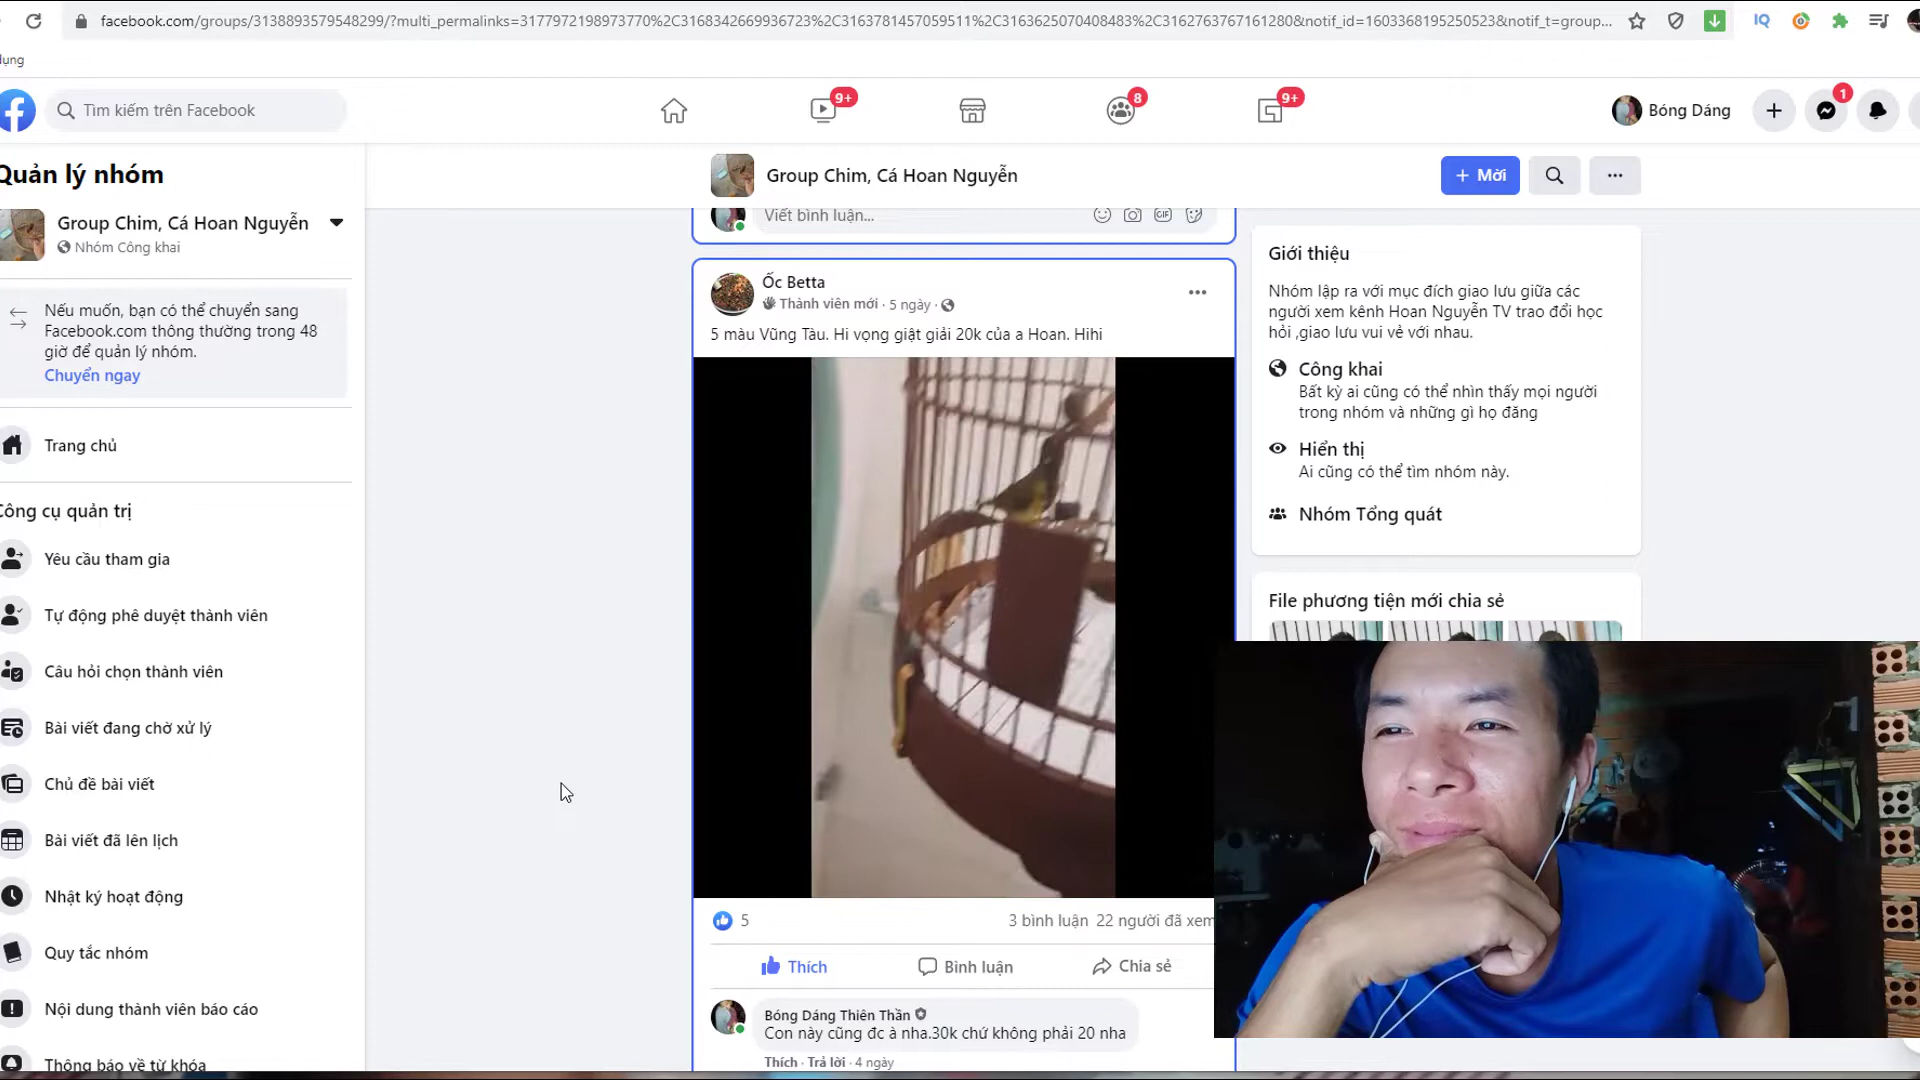 facebook.com/groups/3138893579548299/?multi_permalinks=3177972198973770%2C3168342669936723%2C3163781457059511%2C3163625070408483%2C3162763767161280&notif_id=1603368195250523&notif_t=group...
IQ
dụng
Tìm kiếm trên Facebook
9+
8
9+
Bóng Dáng
1
Quản lý nhóm
Group Chim, Cá Hoan Nguyễn
Nhóm Công khai
Nếu muốn, bạn có thể chuyển sang
Facebook.com thông thường trong 48
giờ để quản lý nhóm.
Chuyển ngay
Trang chủ
Công cụ quản trị
Yêu cầu tham gia
Tự động phê duyệt thành viên
Câu hỏi chọn thành viên
Bài viết đang chờ xử lý
Chủ đề bài viết
Bài viết đã lên lịch
Nhật ký hoạt động
Quy tắc nhóm
Nội dung thành viên báo cáo
Thông báo về từ khóa
Group Chim, Cá Hoan Nguyễn
+ Mời
Viết bình luận...
GIF
Ốc Betta
Thành viên mới · 5 ngày ·
5 màu Vũng Tàu. Hi vọng giật giải 20k của a Hoan. Hihi
5
3 bình luận 22 người đã xem
Thích
Bình luận
Chia sẻ
Bóng Dáng Thiên Thần
Con này cũng đc à nha.30k chứ không phải 20 nha
Thích · Trả lời · 4 ngày
Giới thiệu
Nhóm lập ra với mục đích giao lưu giữa các
người xem kênh Hoan Nguyễn TV trao đổi học
hỏi ,giao lưu vui vẻ với nhau.
Công khai
Bất kỳ ai cũng có thể nhìn thấy mọi người
trong nhóm và những gì họ đăng
Hiển thị
Ai cũng có thể tìm nhóm này.
Nhóm Tổng quát
File phương tiện mới chia sẻ